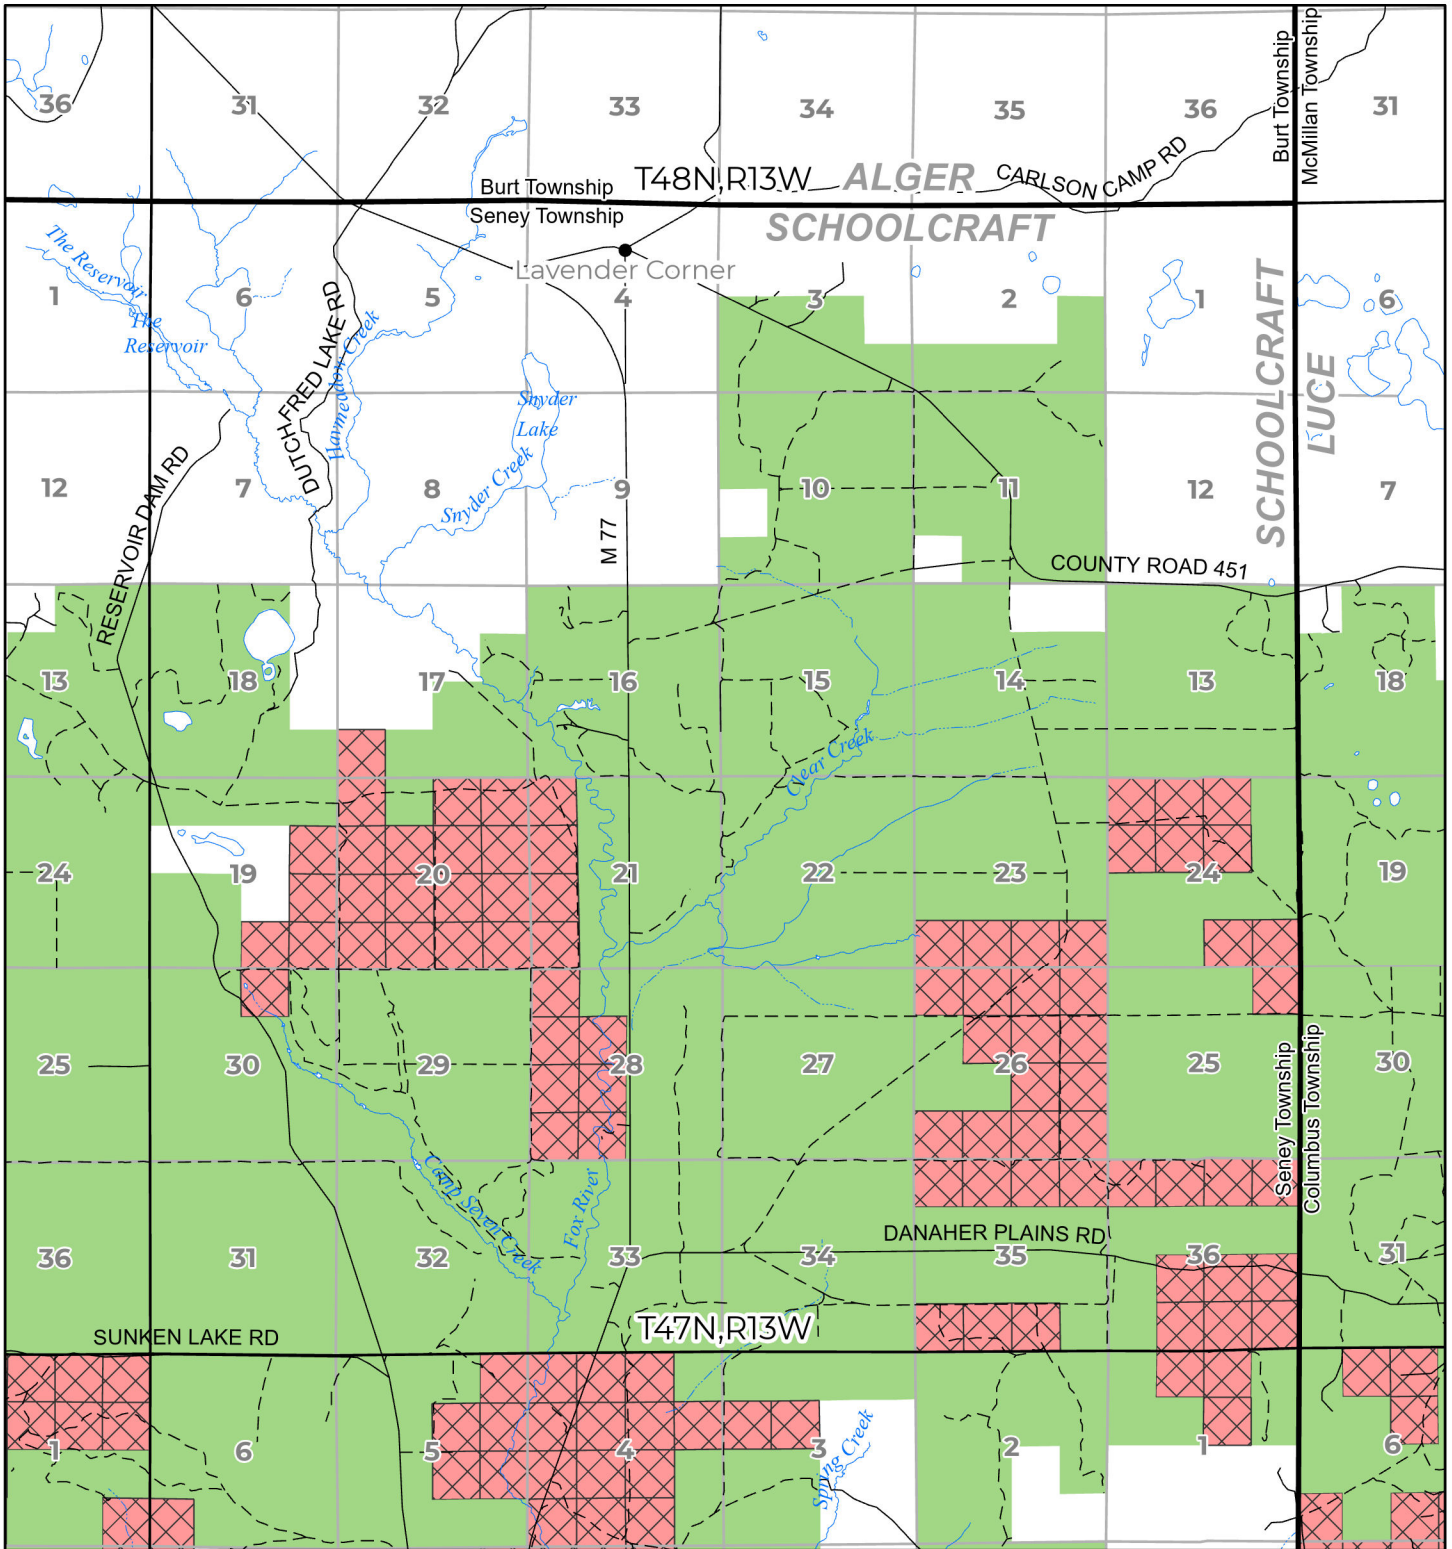 36
31
32
33
34
35
36
31
Burt Township
McMillan Township
CARLSON CAMP RD
T48N,R13W
ALGER
Burt Township
Seney Township
SCHOOLCRAFT
Lavender Corner
The Reservoir
The
Reservoir
1
6
5
4
3
2
1
6
SCHOOLCRAFT
LUCE
DUTCH FRED LAKE RD
Haymeadow Creek
Snyder
Lake
Snyder Creek
RESERVOIR DAM RD
12
7
8
9
10
11
12
7
M 77
COUNTY ROAD 451
13
18
17
16
15
14
13
18
Clear Creek
24
19
20
21
22
23
24
19
25
30
29
28
27
26
25
30
Seney Township
Columbus Township
Camp Seven Creek
Fox River
DANAHER PLAINS RD
36
31
32
33
34
35
36
31
SUNKEN LAKE RD
T47N,R13W
1
6
5
4
3
2
1
6
Spring Creek